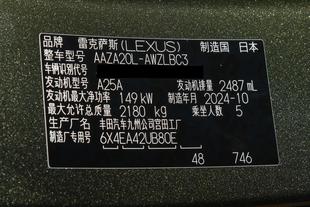 品牌 雷克萨斯(LEXUS) 制造国 日本
整车型号 AAZA20L-AWZLBC3
车辆识别代号
发动机型号 A25A 发动机排量 2487 mL
发动机最大净功率 149 kW 制造年月 2024-10
最大允许总质量 2180 kg 乘坐人数 5
生产厂名 丰田汽车九州公司宫田工厂
制造厂专用号 6X4EA42UB80E
48 746